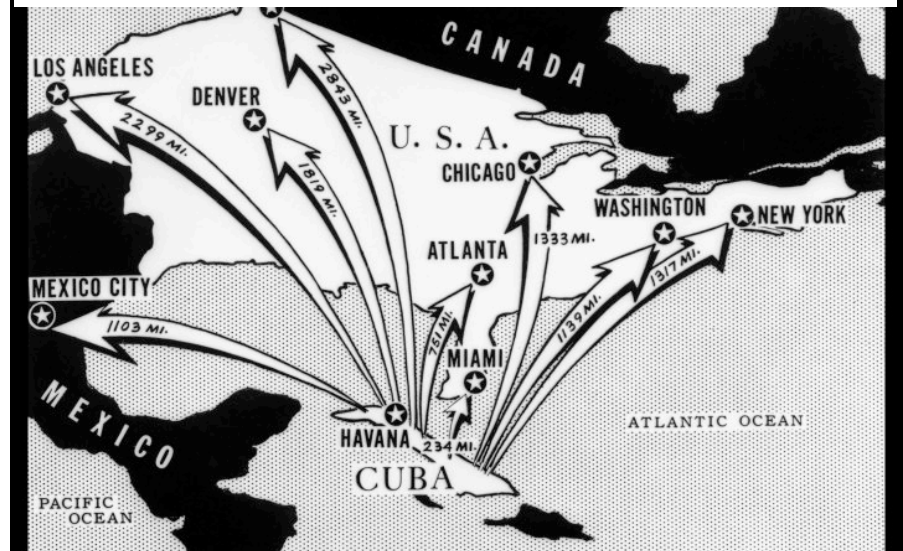 CANADA
LOS ANGELES
2843 MI.
DENVER
2299 MI.
U. S. A.
CHICAGO
1819 MI.
WASHINGTON
NEW YORK
1333 MI.
ATLANTA
1317 MI.
MEXICO CITY
1139 MI.
1103 MI.
751 MI.
MIAMI
MEXICO
HAVANA
234 MI.
ATLANTIC OCEAN
CUBA
PACIFIC
OCEAN